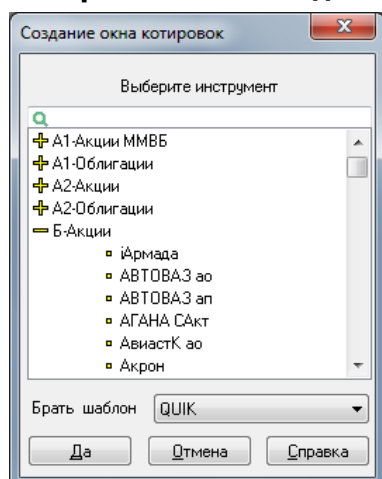 Создание окна котировок
Выберите инструмент
А1-Акции ММВБ
А1-Облигации
А2-Акции
А2-Облигации
Б-Акции
iАрмада
АВТОВАЗ ао
АВТОВАЗ ап
АГАНА САкт
АвиастК ао
Акрон
Брать шаблон QUIK
Да Отмена Справка